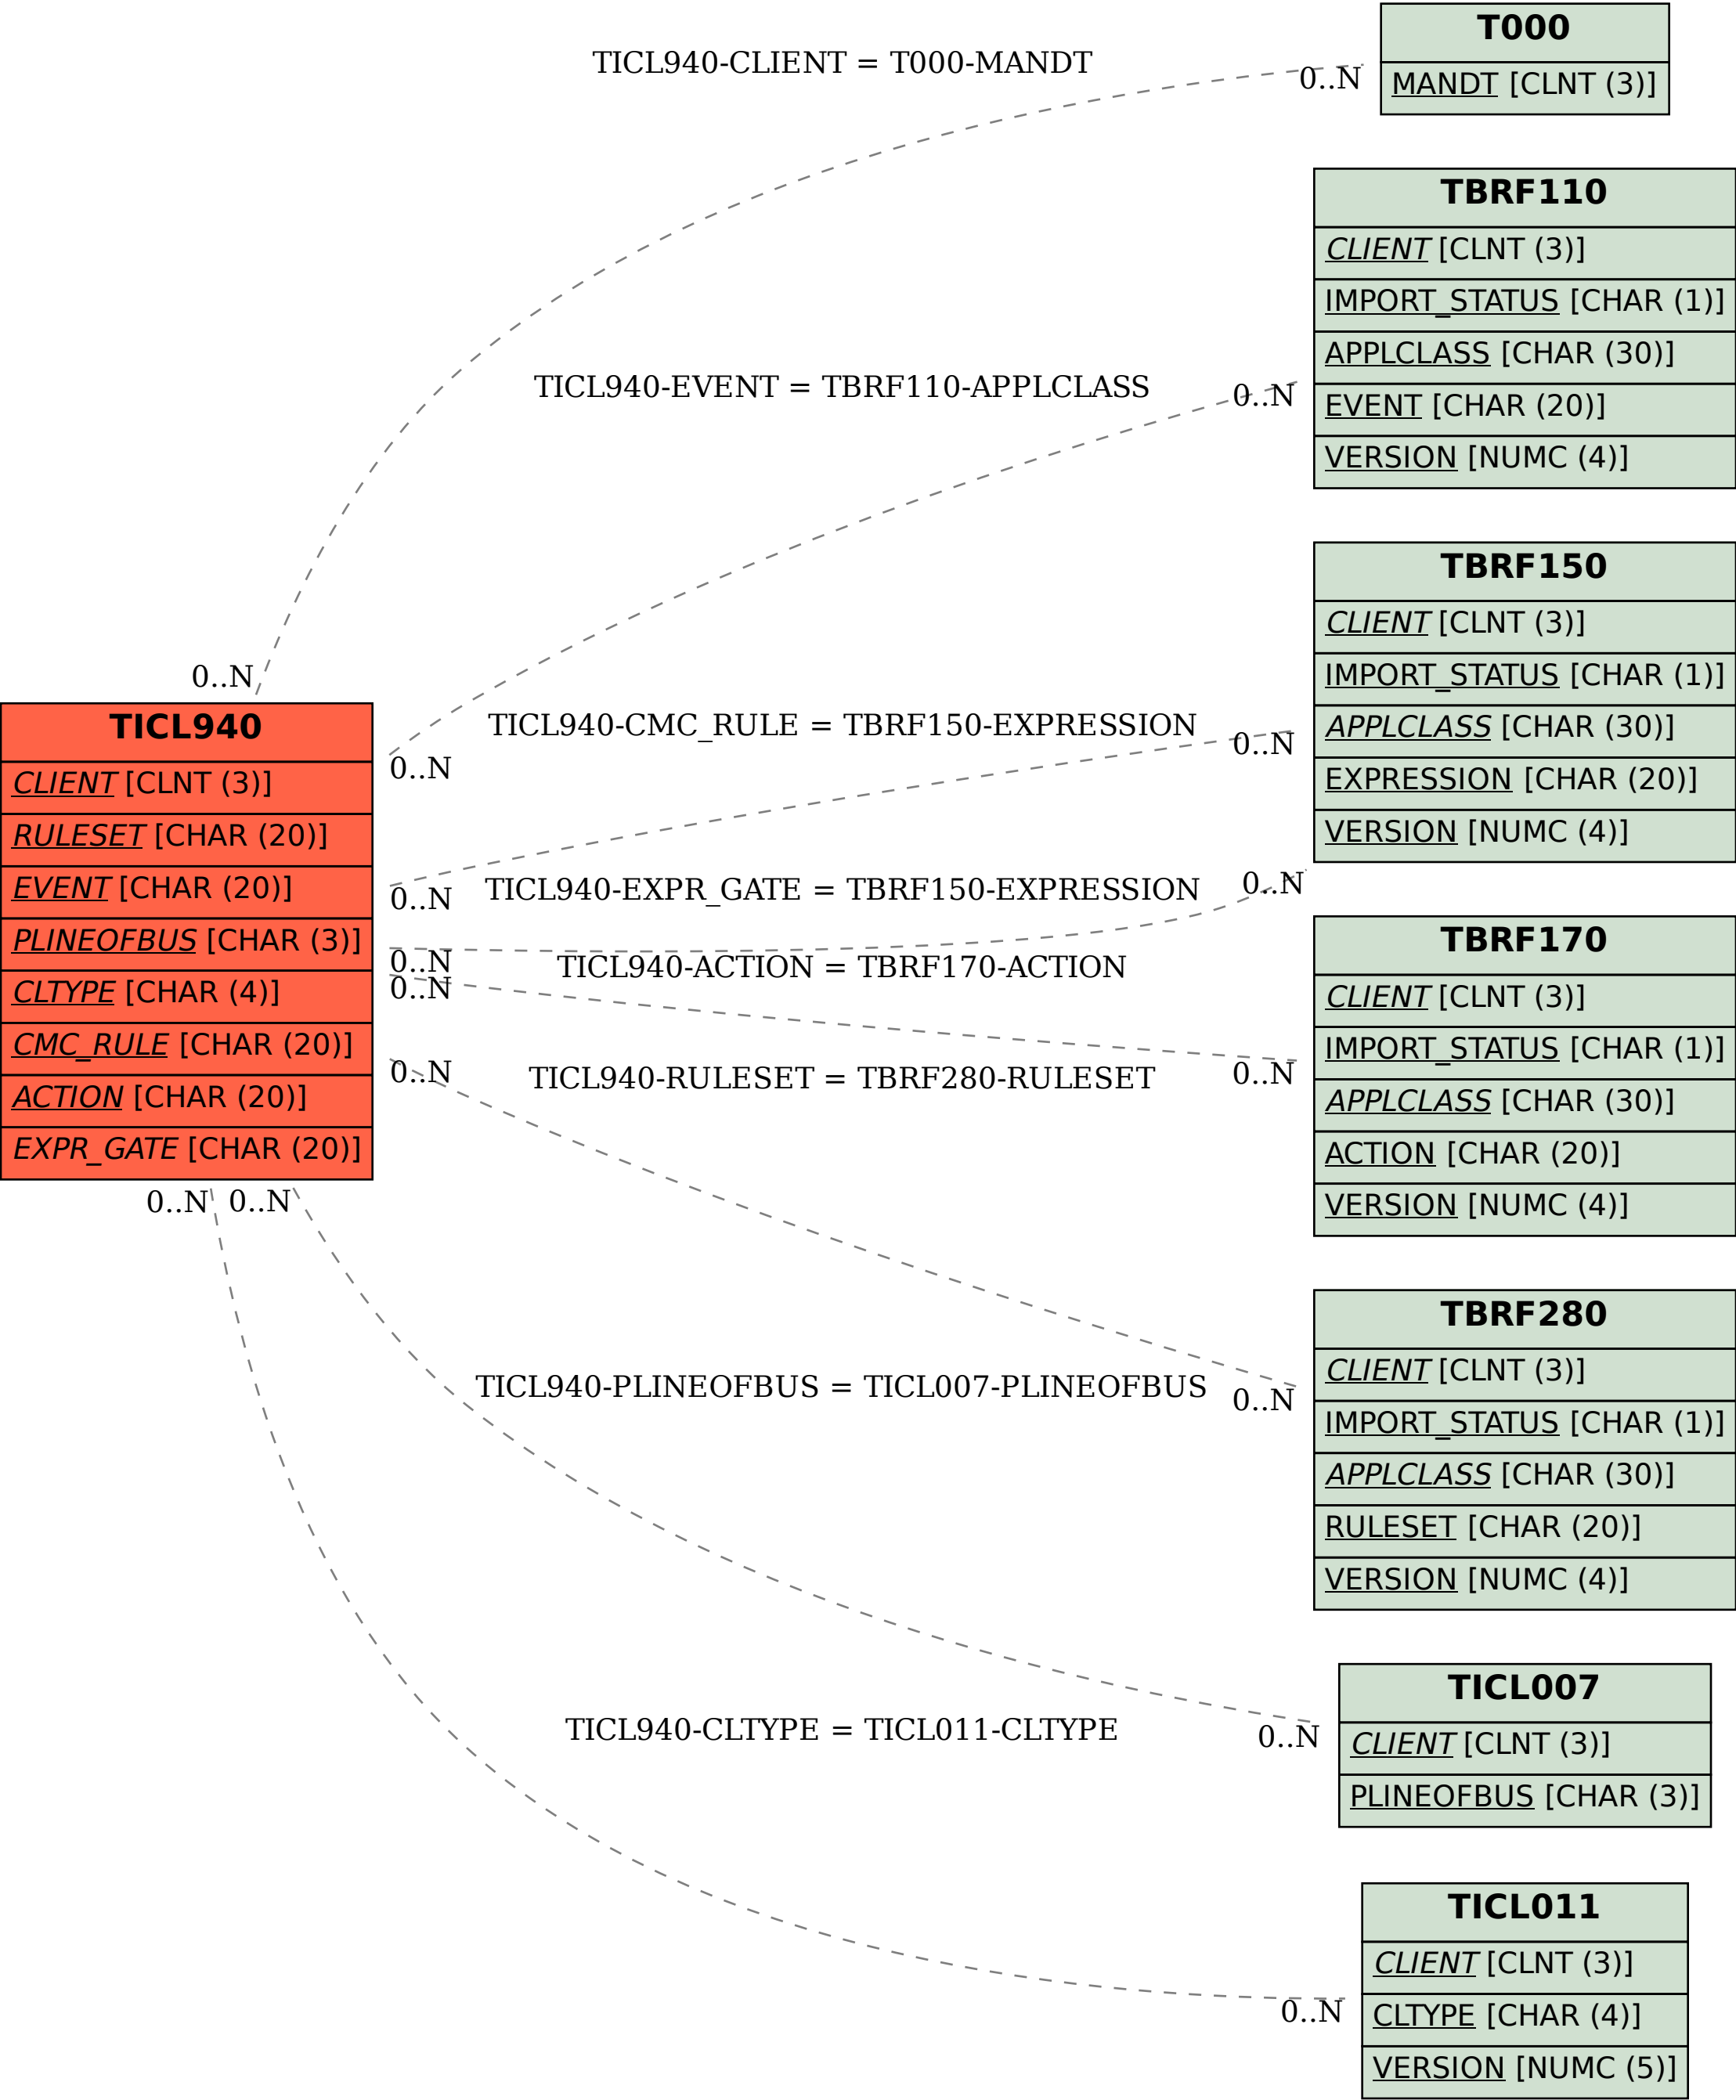 T000
MANDT [CLNT (3)]
TICL940-CLIENT = T000-MANDT
0..N
0..N
TBRF110
CLIENT [CLNT (3)]
IMPORT_STATUS [CHAR (1)]
APPLCLASS [CHAR (30)]
EVENT [CHAR (20)]
VERSION [NUMC (4)]
TICL940-EVENT = TBRF110-APPLCLASS
0..N
0..N
TBRF150
CLIENT [CLNT (3)]
IMPORT_STATUS [CHAR (1)]
APPLCLASS [CHAR (30)]
EXPRESSION [CHAR (20)]
VERSION [NUMC (4)]
TICL940-CMC_RULE = TBRF150-EXPRESSION
0..N
0..N
TICL940-EXPR_GATE = TBRF150-EXPRESSION
0..N
0..N
TICL940
CLIENT [CLNT (3)]
RULESET [CHAR (20)]
EVENT [CHAR (20)]
PLINEOFBUS [CHAR (3)]
CLTYPE [CHAR (4)]
CMC_RULE [CHAR (20)]
ACTION [CHAR (20)]
EXPR_GATE [CHAR (20)]
TBRF170
CLIENT [CLNT (3)]
IMPORT_STATUS [CHAR (1)]
APPLCLASS [CHAR (30)]
ACTION [CHAR (20)]
VERSION [NUMC (4)]
TICL940-ACTION = TBRF170-ACTION
0..N
0..N
TICL940-RULESET = TBRF280-RULESET
0..N
0..N
TBRF280
CLIENT [CLNT (3)]
IMPORT_STATUS [CHAR (1)]
APPLCLASS [CHAR (30)]
RULESET [CHAR (20)]
VERSION [NUMC (4)]
TICL940-PLINEOFBUS = TICL007-PLINEOFBUS
0..N
0..N
TICL007
CLIENT [CLNT (3)]
PLINEOFBUS [CHAR (3)]
TICL940-CLTYPE = TICL011-CLTYPE
0..N
0..N
TICL011
CLIENT [CLNT (3)]
CLTYPE [CHAR (4)]
VERSION [NUMC (5)]